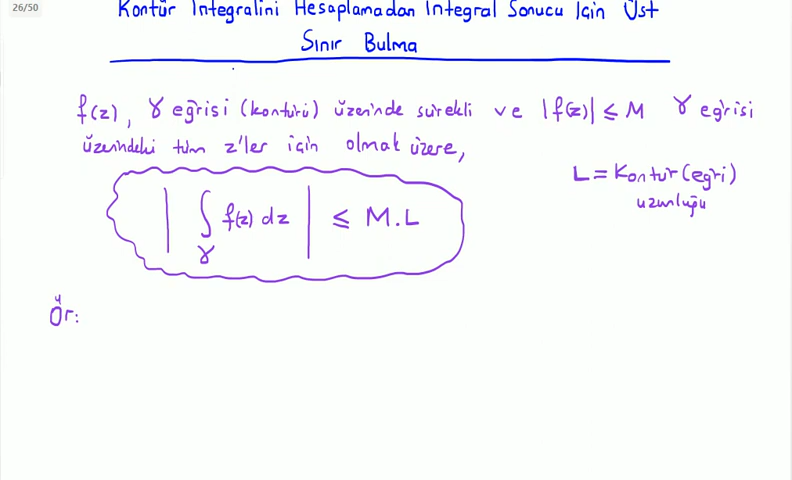 26/50
Kontür İntegralini Hesaplamadan İntegral Sonucu İçin Üst
Sınır Bulma
f(z), γ eğrisi (kontürü) üzerinde sürekli ve |f(z)| ≤ M γ eğrisi
üzerindeki tüm z'ler için olmak üzere,
L = Kontur (eğri)
uzunluğu
| ∫γ f(z) dz | ≤ M.L
Ör: